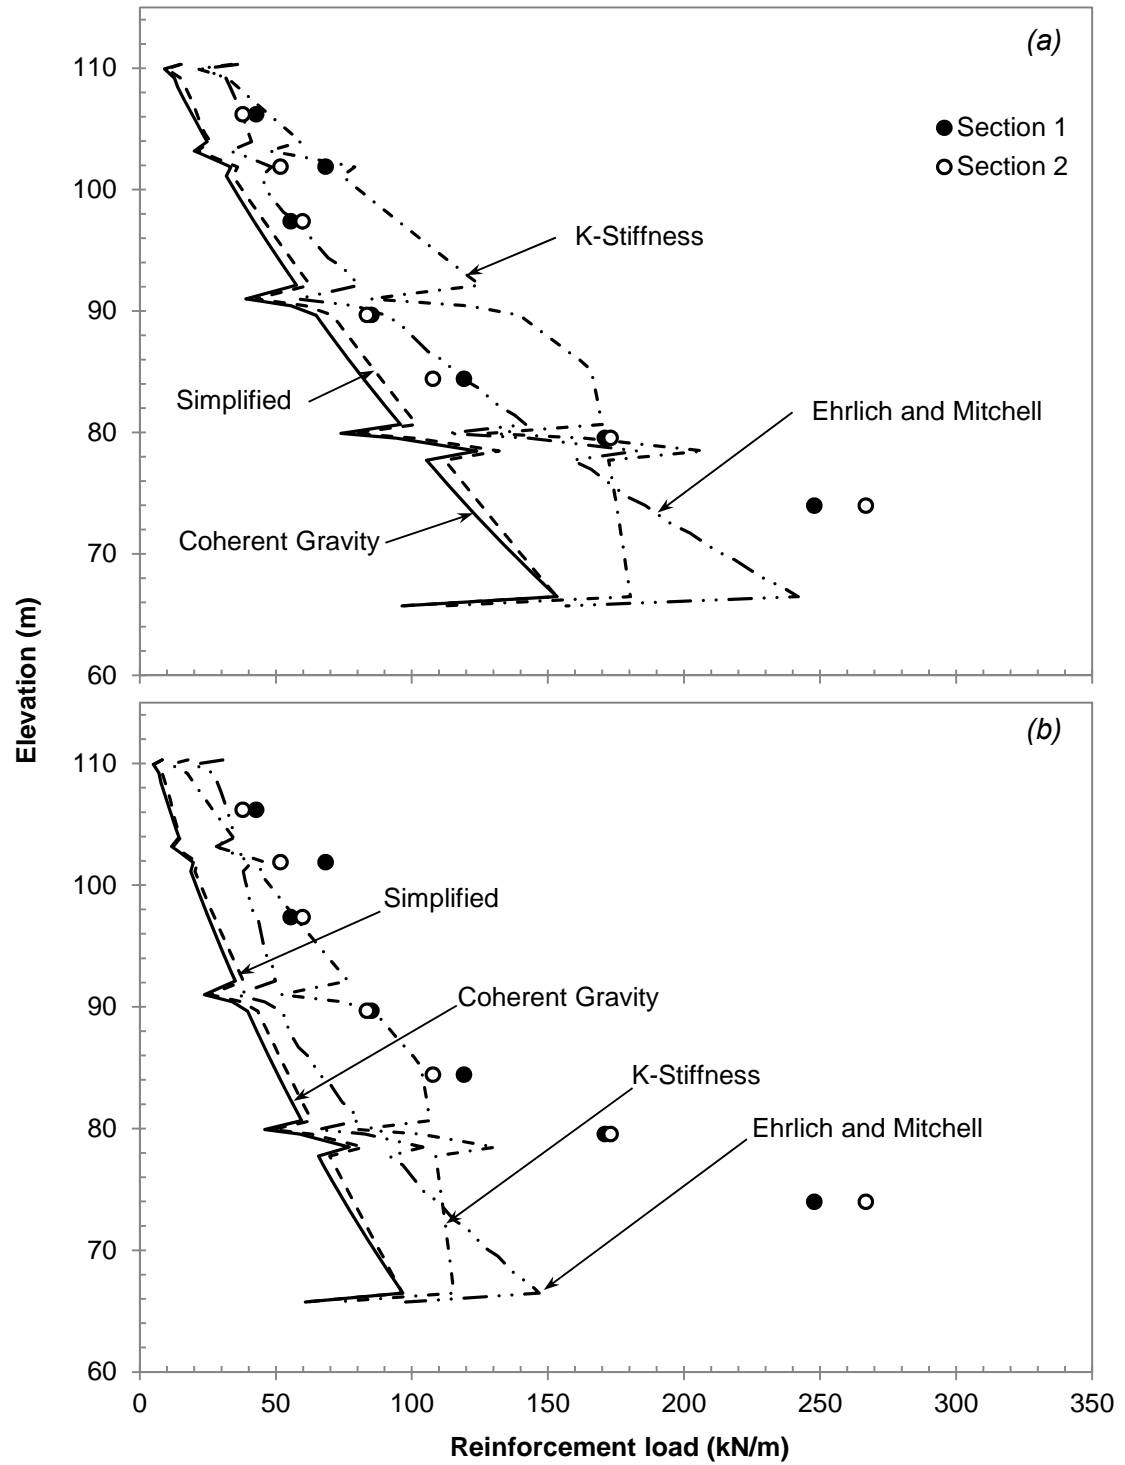 (a)
110
Section 1
Section 2
100
K-Stiffness
90
Simplified
Ehrlich and Mitchell
80
Coherent Gravity
70
60
Elevation (m)
(b)
110
100
Simplified
Coherent Gravity
90
K-Stiffness
Ehrlich and Mitchell
80
70
60
0 50 100 150 200 250 300 350
Reinforcement load (kN/m)